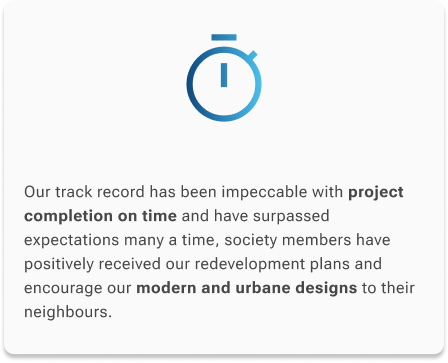 Our track record has been impeccable with project
completion on time and have surpassed
expectations many a time, society members have
positively received our redevelopment plans and
encourage our modern and urbane designs to their
neighbours.